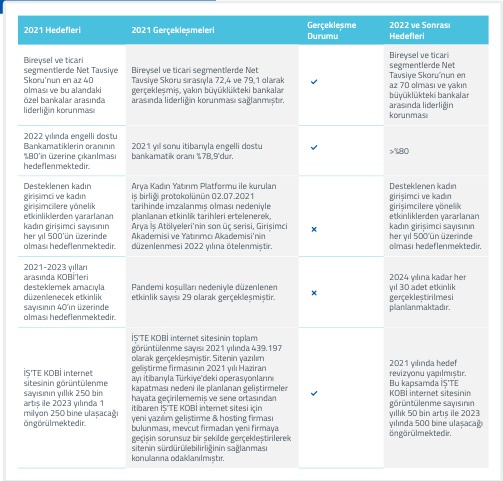 2021 Hedefleri
2021 Gerçekleşmeleri
Gerçekleşme
Durumu
2022 ve Sonrası
Hedefleri
Bireysel ve ticari
segmentlerde Net Tavsiye
Skoru'nun en az 40
olması ve bu alandaki
özel bankalar arasında
liderliğin korunması
Bireysel ve ticari segmentlerde Net
Tavsiye Skoru sırasıyla 72,4 ve 79,1 olarak
gerçekleşmiş, yakın büyüklükteki bankalar
arasında liderliğin korunması sağlanmıştır.
✓
Bireysel ve ticari
segmentlerde Net
Tavsiye Skoru'nun en
az 70 olması ve yakın
büyüklükteki bankalar
arasında liderliğin
korunması
2022 yılında engelli dostu
Bankamatiklerin oranının
%80'in üzerine çıkarılması
hedeflenmektedir.
2021 yıl sonu itibarıyla engelli dostu
bankamatik oranı %78,9'dur.
✓
>%80
Desteklenen kadın
girişimci ve kadın
girişimcilere yönelik
etkinliklerden yararlanan
kadın girişimci sayısının
her yıl 500'ün üzerinde
olması hedeflenmektedir.
Arya Kadın Yatırım Platformu ile kurulan
iş birliği protokolünün 02.07.2021
tarihinde imzalanmış olması nedeniyle
planlanan etkinlik tarihleri ertelenerek,
Arya İş Atölyeleri'nin son üç serisi, Girişimci
Akademisi ve Yatırımcı Akademisi'nin
düzenlenmesi 2022 yılına ötelenmiştir.
×
Desteklenen kadın
girişimci ve kadın
girişimcilere yönelik
etkinliklerden yararlanan
kadın girişimci sayısının
her yıl 500'ün üzerinde
olması hedeflenmektedir.
2021-2023 yılları
arasında KOBİ'leri
desteklemek amacıyla
düzenlenecek etkinlik
sayısının 40'ın üzerinde
olması hedeflenmektedir.
Pandemi koşulları nedeniyle düzenlenen
etkinlik sayısı 29 olarak gerçekleşmiştir.
×
2024 yılına kadar her
yıl 30 adet etkinlik
gerçekleştirilmesi
planlanmaktadır.
İŞ'TE KOBİ internet
sitesinin görüntülenme
sayısının yıllık 250 bin
artış ile 2023 yılında 1
milyon 250 bine ulaşacağı
öngörülmektedir.
İŞ'TE KOBİ internet sitesinin toplam
görüntülenme sayısı 2021 yılında 439.197
olarak gerçekleşmiştir. Sitenin yazılım
geliştirme firmasının 2021 yılı Haziran
ayı itibarıyla Türkiye'deki operasyonlarını
kapatması nedeni ile planlanan geliştirmeler
hayata geçirilememiş ve sene ortasından
itibaren İŞ'TE KOBİ internet sitesi için
yeni yazılım geliştirme & hosting firması
bulunması, mevcut firmadan yeni firmaya
geçişin sorunsuz bir şekilde gerçekleştirilerek
sitenin sürdürülebilirliğinin sağlanması
konularına odaklanılmıştır.
✓
2021 yılında hedef
revizyonu yapılmıştır.
Bu kapsamda İŞ'TE
KOBİ internet sitesinin
görüntülenme sayısının
yıllık 50 bin artış ile 2023
yılında 500 bine ulaşacağı
öngörülmektedir.